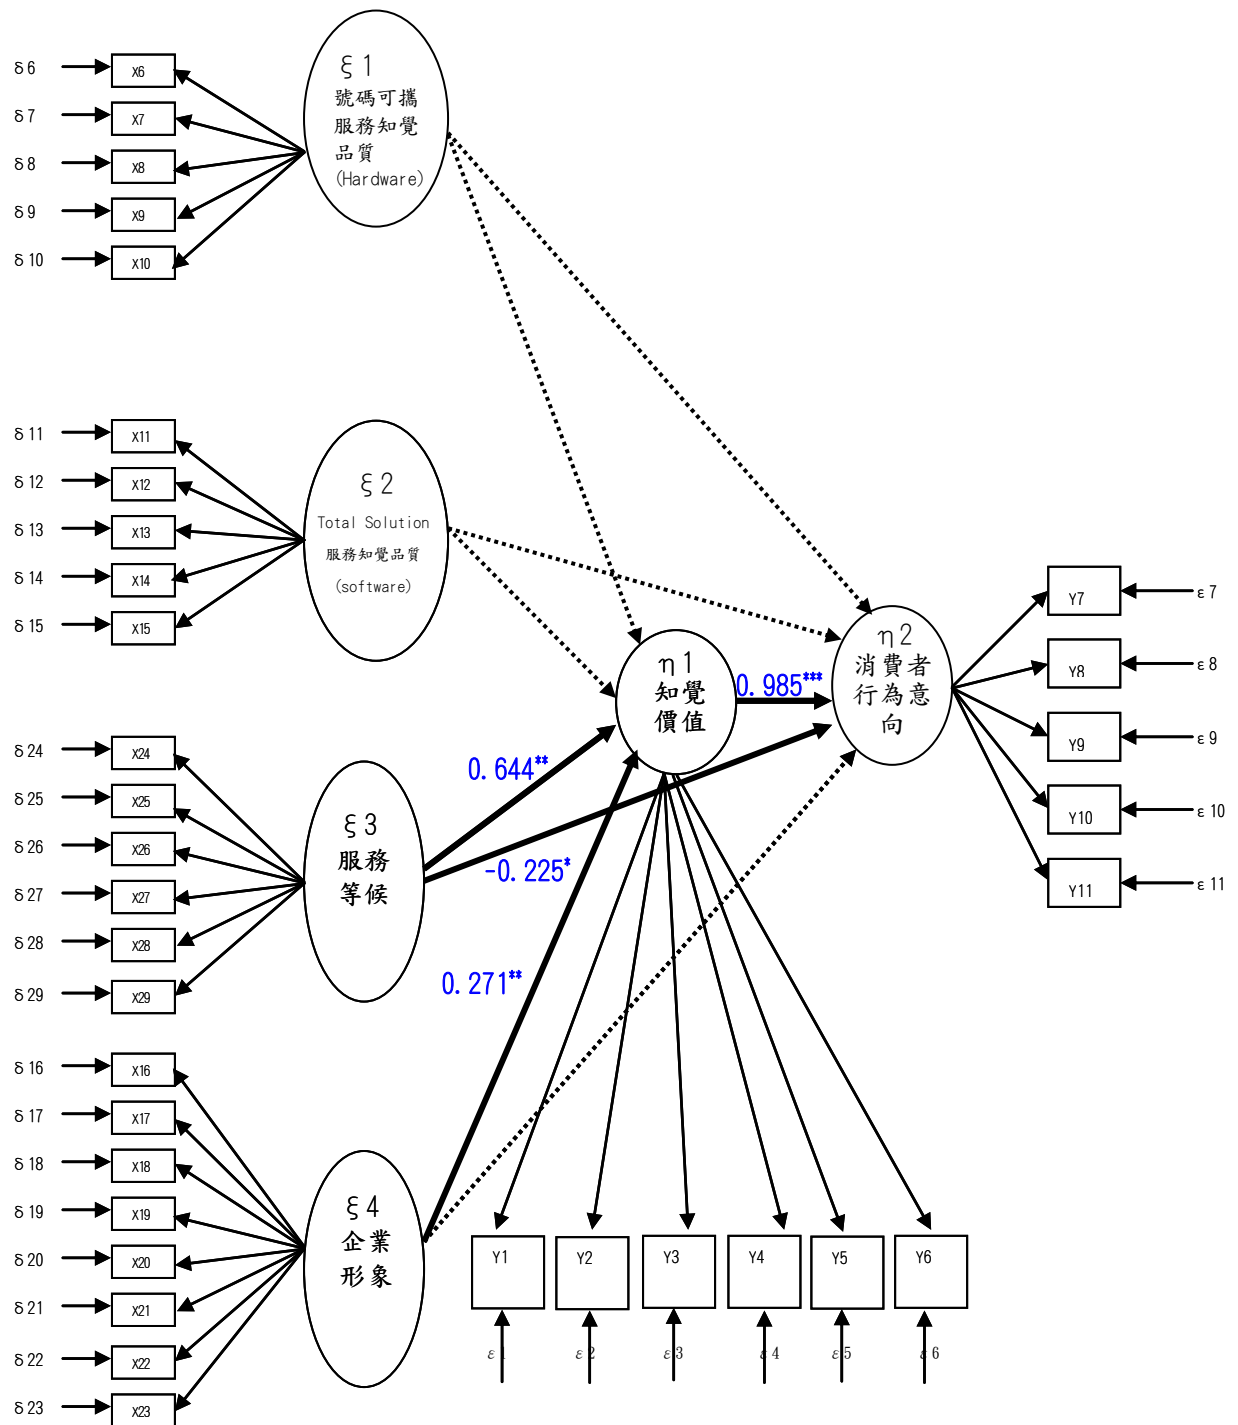 δ6
X6
δ7
X7
δ8
X8
δ9
X9
δ10
X10
ξ1
號碼可攜
服務知覺
品質
(Hardware)
δ11
X11
δ12
X12
δ13
X13
δ14
X14
δ15
X15
ξ2
Total Solution
服務知覺品質
(software)
η1
知覺
價值
0.985***
η2
消費者
行為意
向
Y7
ε7
Y8
ε8
Y9
ε9
Y10
ε10
Y11
ε11
δ24
X24
δ25
X25
δ26
X26
δ27
X27
δ28
X28
δ29
X29
ξ3
服務
等候
0.644**
-0.225*
0.271**
δ16
X16
δ17
X17
δ18
X18
δ19
X19
δ20
X20
δ21
X21
δ22
X22
δ23
X23
ξ4
企業
形象
Y1
Y2
Y3
Y4
Y5
Y6
ε1
ε2
ε3
ε4
ε5
ε6